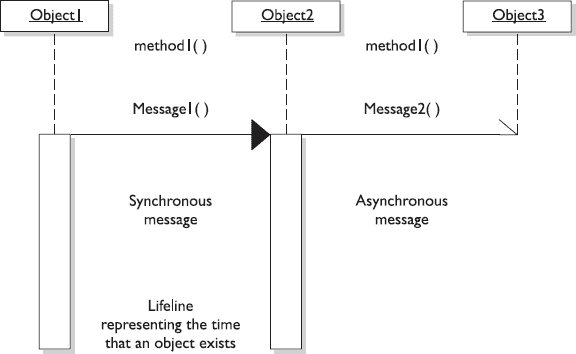 Object1
Object2
Object3
method1( )
method1( )
Message1( )
Message2( )
Synchronous
message
Asynchronous
message
Lifeline
representing the time
that an object exists